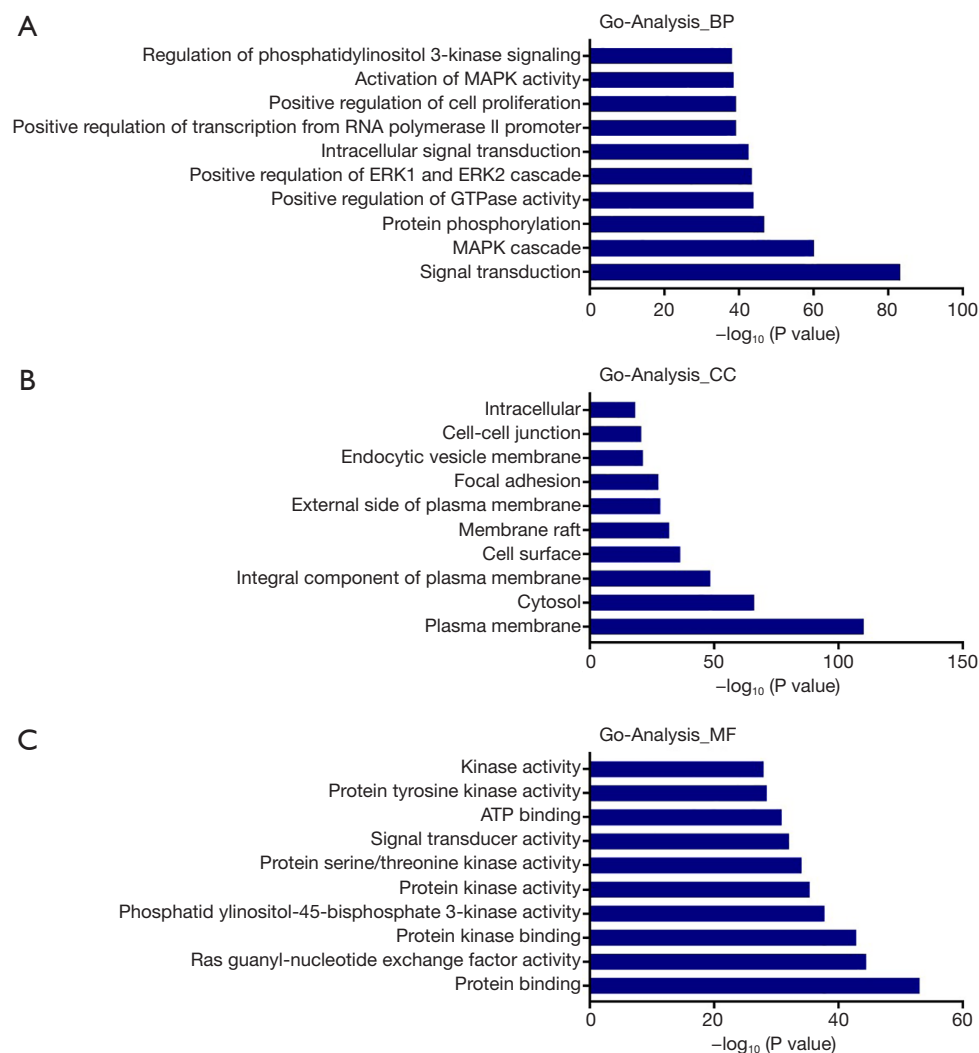 A
Go-Analysis_BP
Regulation of phosphatidylinositol 3-kinase signaling
Activation of MAPK activity
Positive regulation of cell proliferation
Positive requlation of transcription from RNA polymerase II promoter
Intracellular signal transduction
Positive requlation of ERK1 and ERK2 cascade
Positive regulation of GTPase activity
Protein phosphorylation
MAPK cascade
Signal transduction
0 20 40 60 80 100
–log₁₀ (P value)
B
Go-Analysis_CC
Intracellular
Cell-cell junction
Endocytic vesicle membrane
Focal adhesion
External side of plasma membrane
Membrane raft
Cell surface
Integral component of plasma membrane
Cytosol
Plasma membrane
0 50 100 150
–log₁₀ (P value)
C
Go-Analysis_MF
Kinase activity
Protein tyrosine kinase activity
ATP binding
Signal transducer activity
Protein serine/threonine kinase activity
Protein kinase activity
Phosphatid ylinositol-45-bisphosphate 3-kinase activity
Protein kinase binding
Ras guanyl-nucleotide exchange factor activity
Protein binding
0 20 40 60
–log₁₀ (P value)